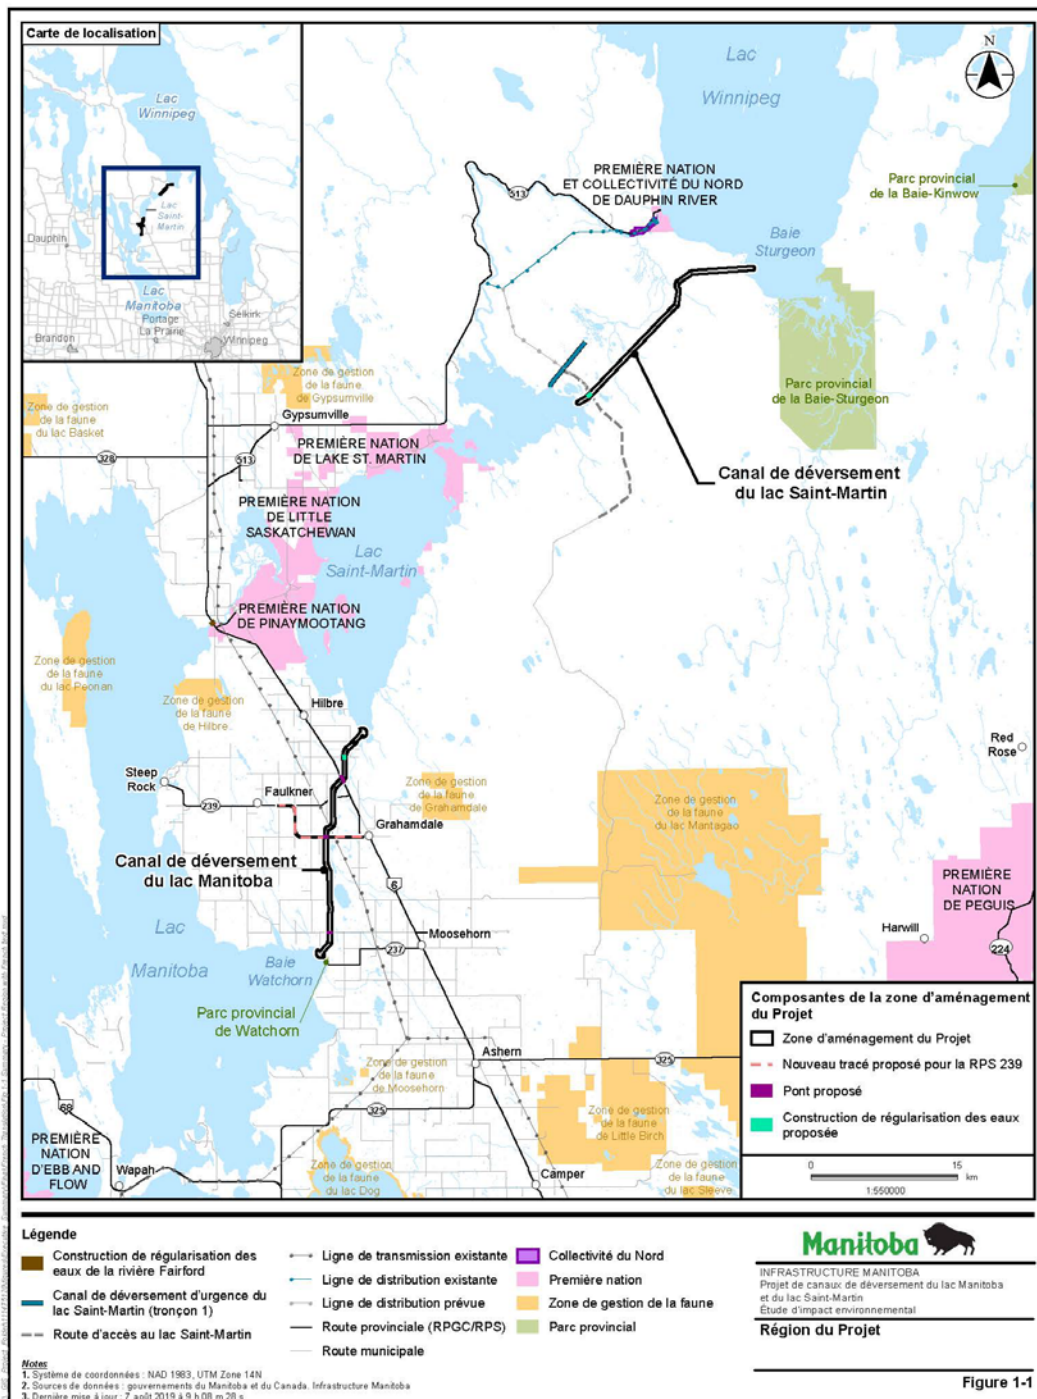 Carte de localisation
Lac
Winnipeg
Lac
Saint-
Martin
Dauphin
Lac
Manitoba
Portage
La Prairie
Selkirk
Brandon
Winnipeg
N
Lac
Winnipeg
PREMIÈRE NATION
ET COLLECTIVITÉ DU NORD
DE DAUPHIN RIVER
513
Parc provincial
de la Baie-Kinwow
Baie
Sturgeon
Parc provincial
de la Baie-Sturgeon
Zone de gestion
de la faune
de Gypsumville
Zone de gestion
de la faune
du lac Basket
Gypsumville
328
513
PREMIÈRE NATION
DE LAKE ST. MARTIN
Canal de déversement
du lac Saint-Martin
PREMIÈRE NATION
DE LITTLE
SASKATCHEWAN
Lac
Saint-Martin
PREMIÈRE NATION
DE PINAYMOOTANG
Zone de gestion
de la faune
du lac Peonan
Zone de gestion
de la faune
de Hilbre
Hilbre
Steep
Rock
239
Faulkner
Zone de gestion
de la faune
de Grahamdale
Grahamdale
Red
Rose
Zone de gestion
de la faune
du lac Mantagao
Canal de déversement
du lac Manitoba
6
PREMIÈRE
NATION
DE PEGUIS
Harwill
224
Lac
Manitoba
Baie
Watchorn
237
Moosehorn
Parc provincial
de Watchorn
Ashern
325
Zone de gestion
de la faune
de Moosehorn
325
68
PREMIÈRE
NATION
D'EBB AND
FLOW
Wapah
Zone de gestion
de la faune
du lac Dog
Zone de gestion
de la faune
de Little Birch
Camper
Zone de gestion
de la faune
du lac Sleeve
Composantes de la zone d'aménagement
du Projet
Zone d'aménagement du Projet
Nouveau tracé proposé pour la RPS 239
Pont proposé
Construction de régularisation des eaux
proposée
0 15
km
1:550000
Légende
Construction de régularisation des
eaux de la rivière Fairford
Canal de déversement d'urgence du
lac Saint-Martin (tronçon 1)
Route d'accès au lac Saint-Martin
Ligne de transmission existante
Ligne de distribution existante
Ligne de distribution prévue
Route provinciale (RPGC/RPS)
Route municipale
Collectivité du Nord
Première nation
Zone de gestion de la faune
Parc provincial
Manitoba
INFRASTRUCTURE MANITOBA
Projet de canaux de déversement du lac Manitoba
et du lac Saint-Martin
Étude d'impact environnemental
Région du Projet
Figure 1-1
Notes
1. Système de coordonnées : NAD 1983, UTM Zone 14N
2. Sources de données : gouvernements du Manitoba et du Canada. Infrastructure Manitoba
3. Dernière mise à jour : 7 août 2019 à 9 h 08 m 28 s